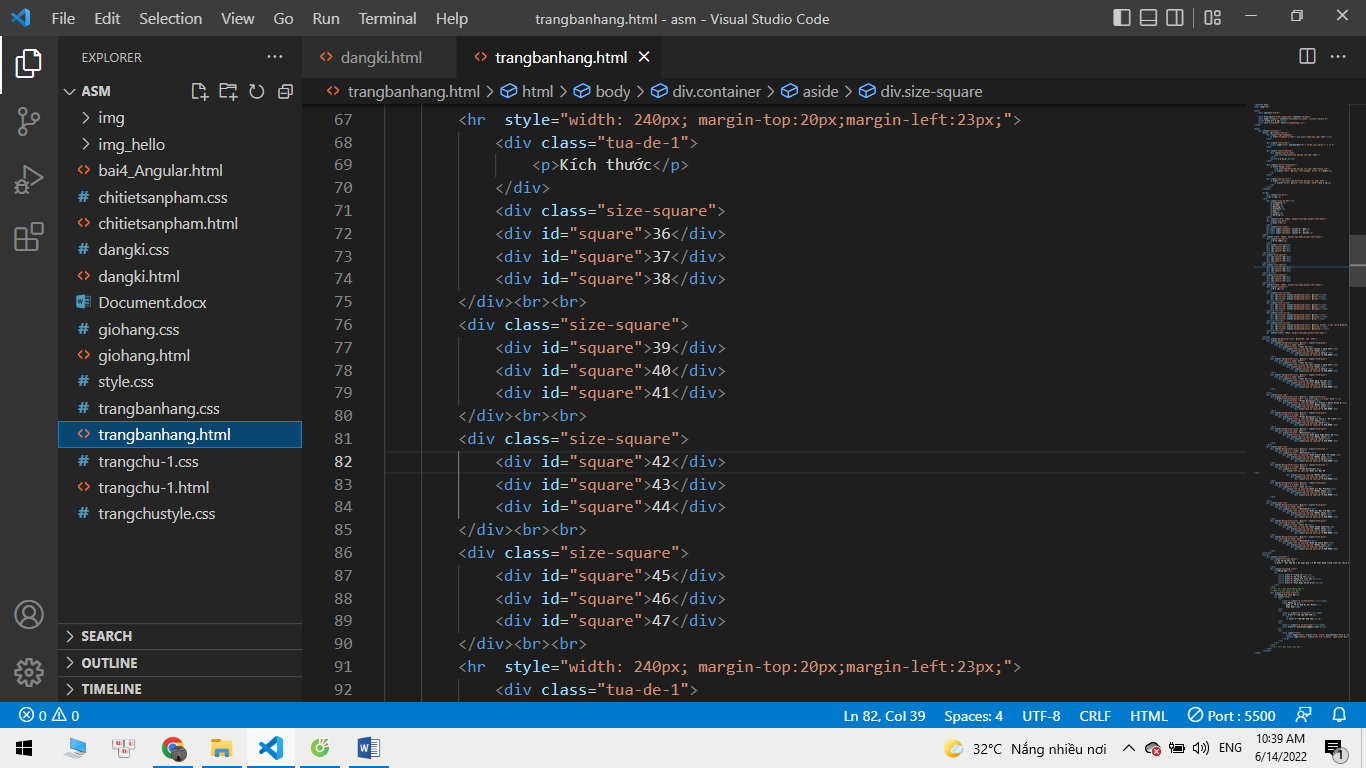 File Edit Selection View Go Run Terminal Help trangbanhang.html - asm - Visual Studio Code
EXPLORER
ASM
img
img_hello
bai4_Angular.html
chitietsanpham.css
chitietsanpham.html
dangki.css
dangki.html
Document.docx
giohang.css
giohang.html
style.css
trangbanhang.css
trangbanhang.html
trangchu-1.css
trangchu-1.html
trangchustyle.css
SEARCH
OUTLINE
TIMELINE
dangki.html trangbanhang.html
trangbanhang.html > html > body > div.container > aside > div.size-square
67 <hr  style="width: 240px; margin-top:20px;margin-left:23px;">
68 <div class="tua-de-1">
69 <p>Kích thước</p>
70 </div>
71 <div class="size-square">
72 <div id="square">36</div>
73 <div id="square">37</div>
74 <div id="square">38</div>
75 </div><br><br>
76 <div class="size-square">
77 <div id="square">39</div>
78 <div id="square">40</div>
79 <div id="square">41</div>
80 </div><br><br>
81 <div class="size-square">
82 <div id="square">42</div>
83 <div id="square">43</div>
84 <div id="square">44</div>
85 </div><br><br>
86 <div class="size-square">
87 <div id="square">45</div>
88 <div id="square">46</div>
89 <div id="square">47</div>
90 </div><br><br>
91 <hr  style="width: 240px; margin-top:20px;margin-left:23px;">
92 <div class="tua-de-1">
0 0 Ln 82, Col 39 Spaces: 4 UTF-8 CRLF HTML Port : 5500
32°C Nắng nhiều nơi ENG 10:39 AM
6/14/2022 1